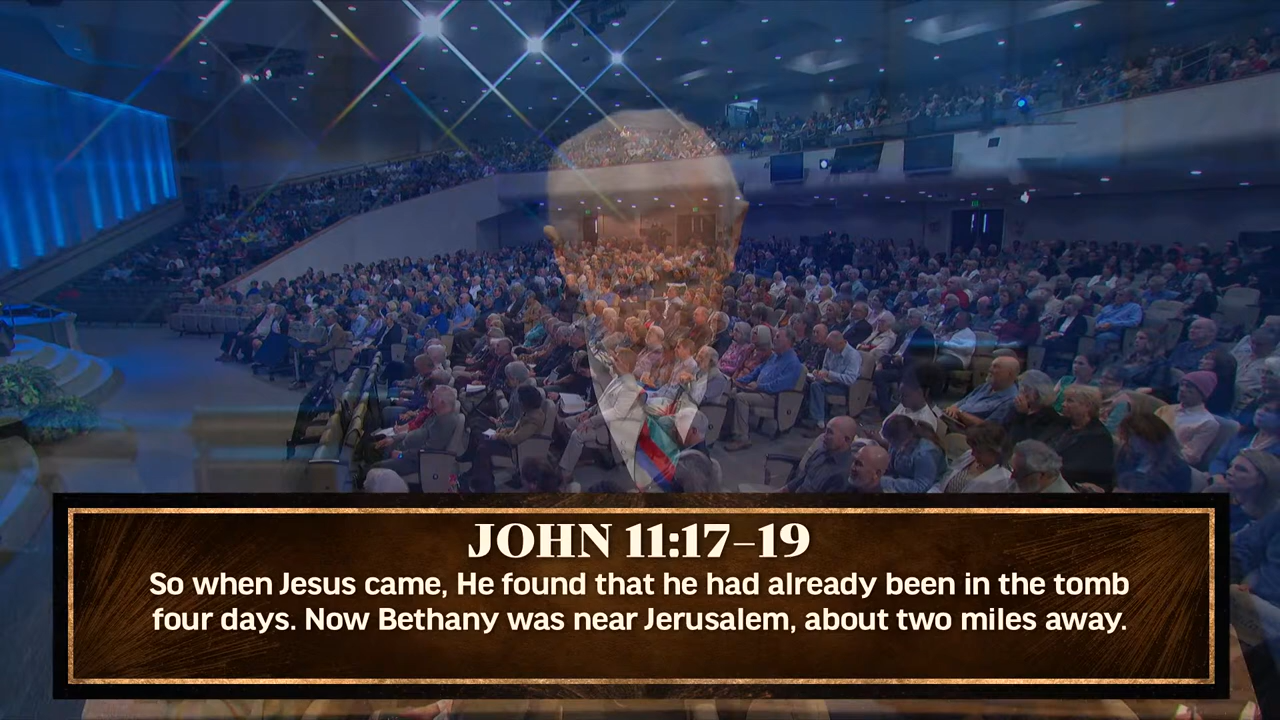 JOHN 11:17–19
So when Jesus came, He found that he had already been in the tomb
four days. Now Bethany was near Jerusalem, about two miles away.